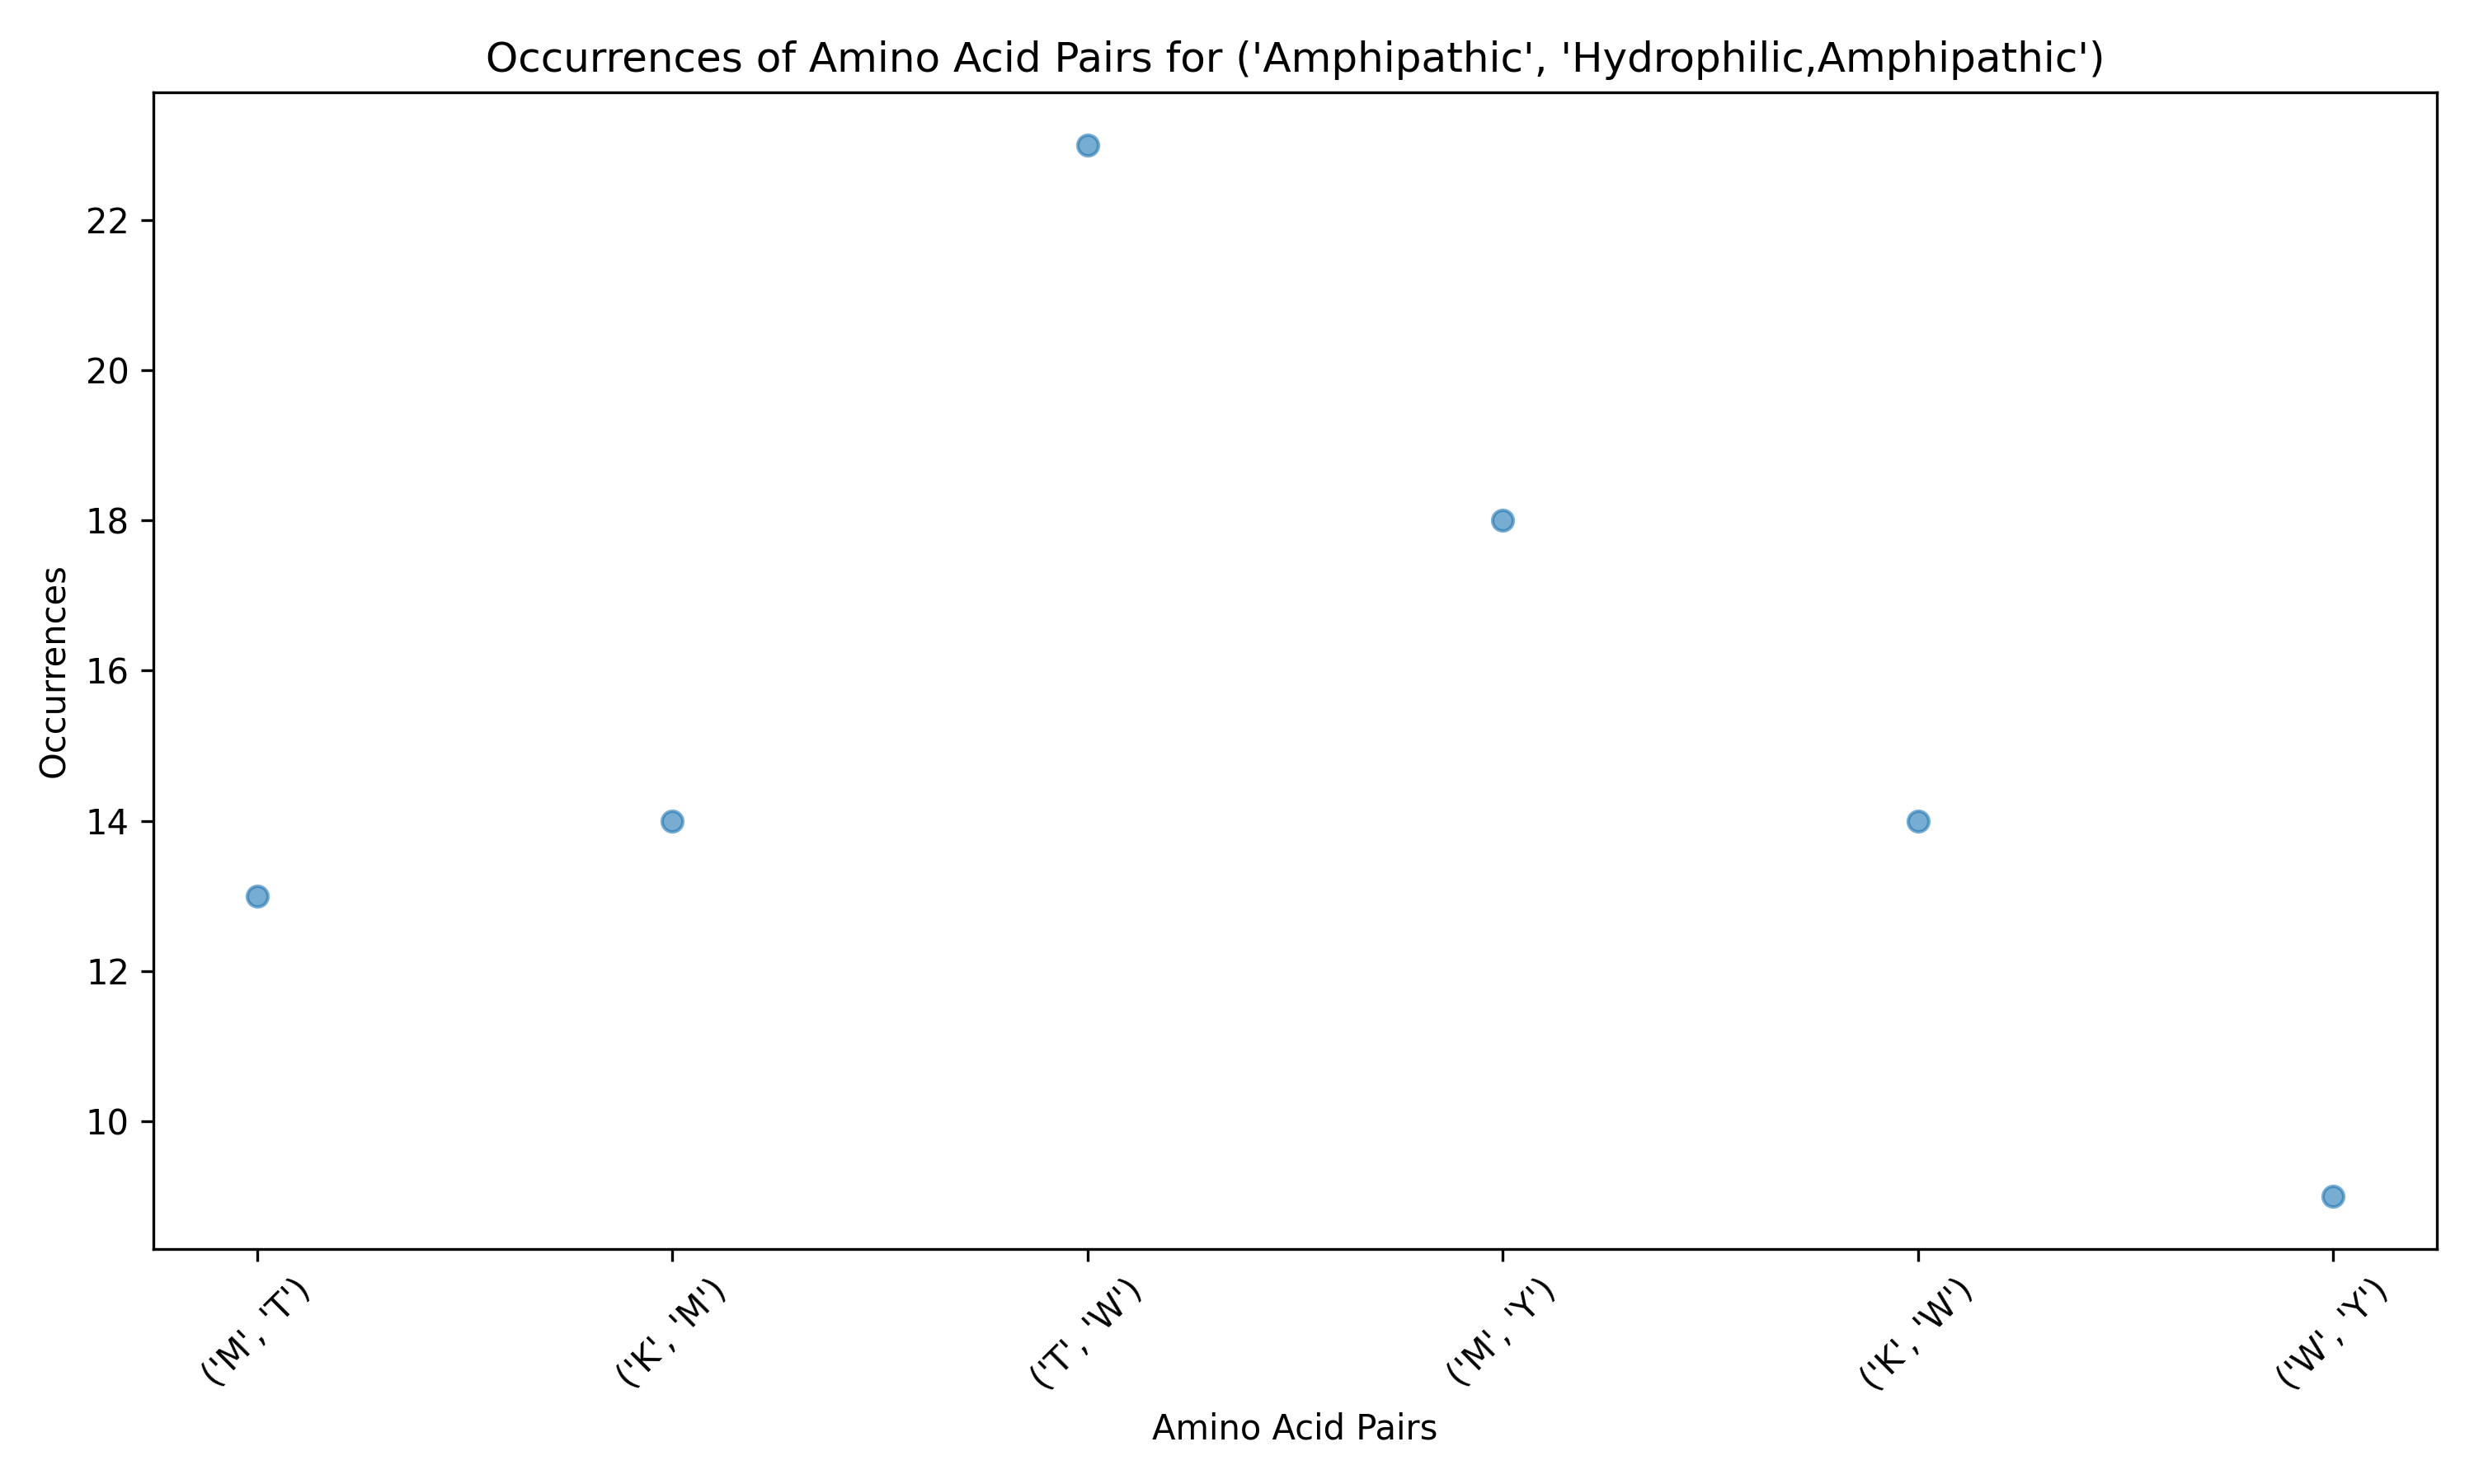 Occurrences of Amino Acid Pairs for ('Amphipathic', 'Hydrophilic,Amphipathic')
Occurrences
22
20
18
16
14
12
10
('M', 'T')
('K', 'M')
('T', 'W')
('M', 'Y')
('K', 'W')
('W', 'Y')
Amino Acid Pairs